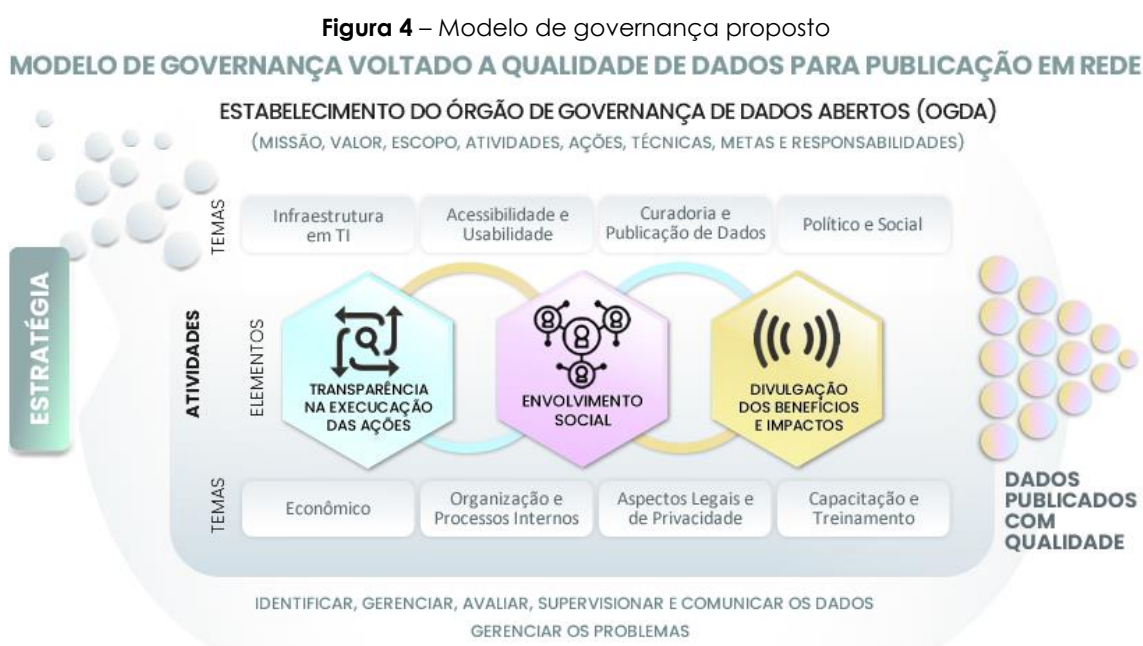 Figura 4 – Modelo de governança proposto
MODELO DE GOVERNANÇA VOLTADO A QUALIDADE DE DADOS PARA PUBLICAÇÃO EM REDE
ESTABELECIMENTO DO ÓRGÃO DE GOVERNANÇA DE DADOS ABERTOS (OGDA)
(MISSÃO, VALOR, ESCOPO, ATIVIDADES, AÇÕES, TÉCNICAS, METAS E RESPONSABILIDADES)
ESTRATÉGIA
ATIVIDADES
TEMAS
Infraestrutura
em TI
Acessibilidade e
Usabilidade
Curadoria e
Publicação de Dados
Político e Social
ELEMENTOS
TRANSPARÊNCIA
NA EXECUCAÇÃO
DAS AÇÕES
ENVOLVIMENTO
SOCIAL
DIVULGAÇÃO
DOS BENEFÍCIOS
E IMPACTOS
TEMAS
Econômico
Organização e
Processos Internos
Aspectos Legais e
de Privacidade
Capacitação e
Treinamento
DADOS
PUBLICADOS
COM
QUALIDADE
IDENTIFICAR, GERENCIAR, AVALIAR, SUPERVISIONAR E COMUNICAR OS DADOS
GERENCIAR OS PROBLEMAS